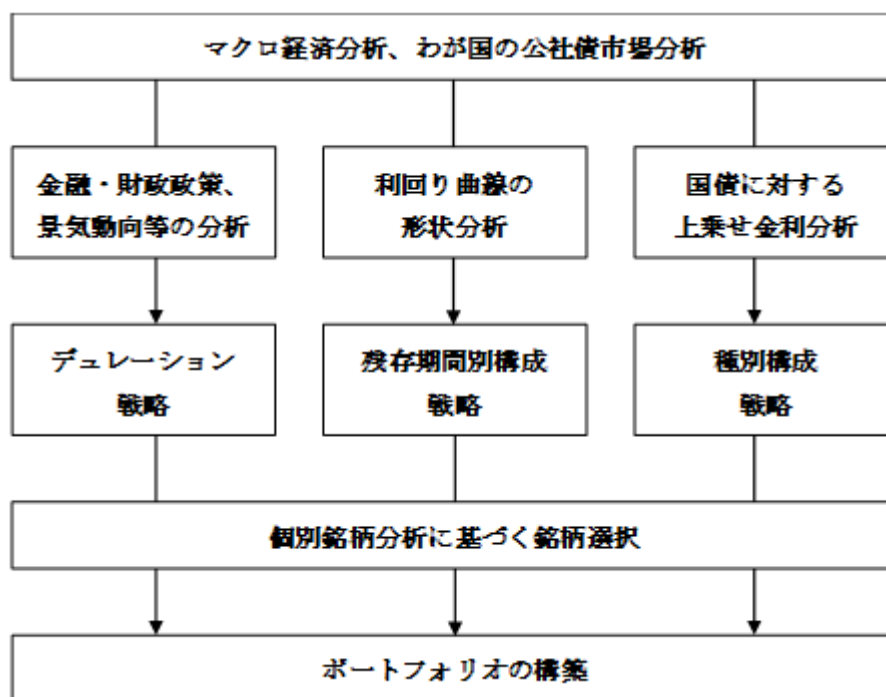 マクロ経済分析、わが国の公社債市場分析
金融・財政政策、
景気動向等の分析
利回り曲線の
形状分析
国債に対する
上乗せ金利分析
デュレーション
戦略
残存期間別構成
戦略
種別構成
戦略
個別銘柄分析に基づく銘柄選択
ポートフォリオの構築